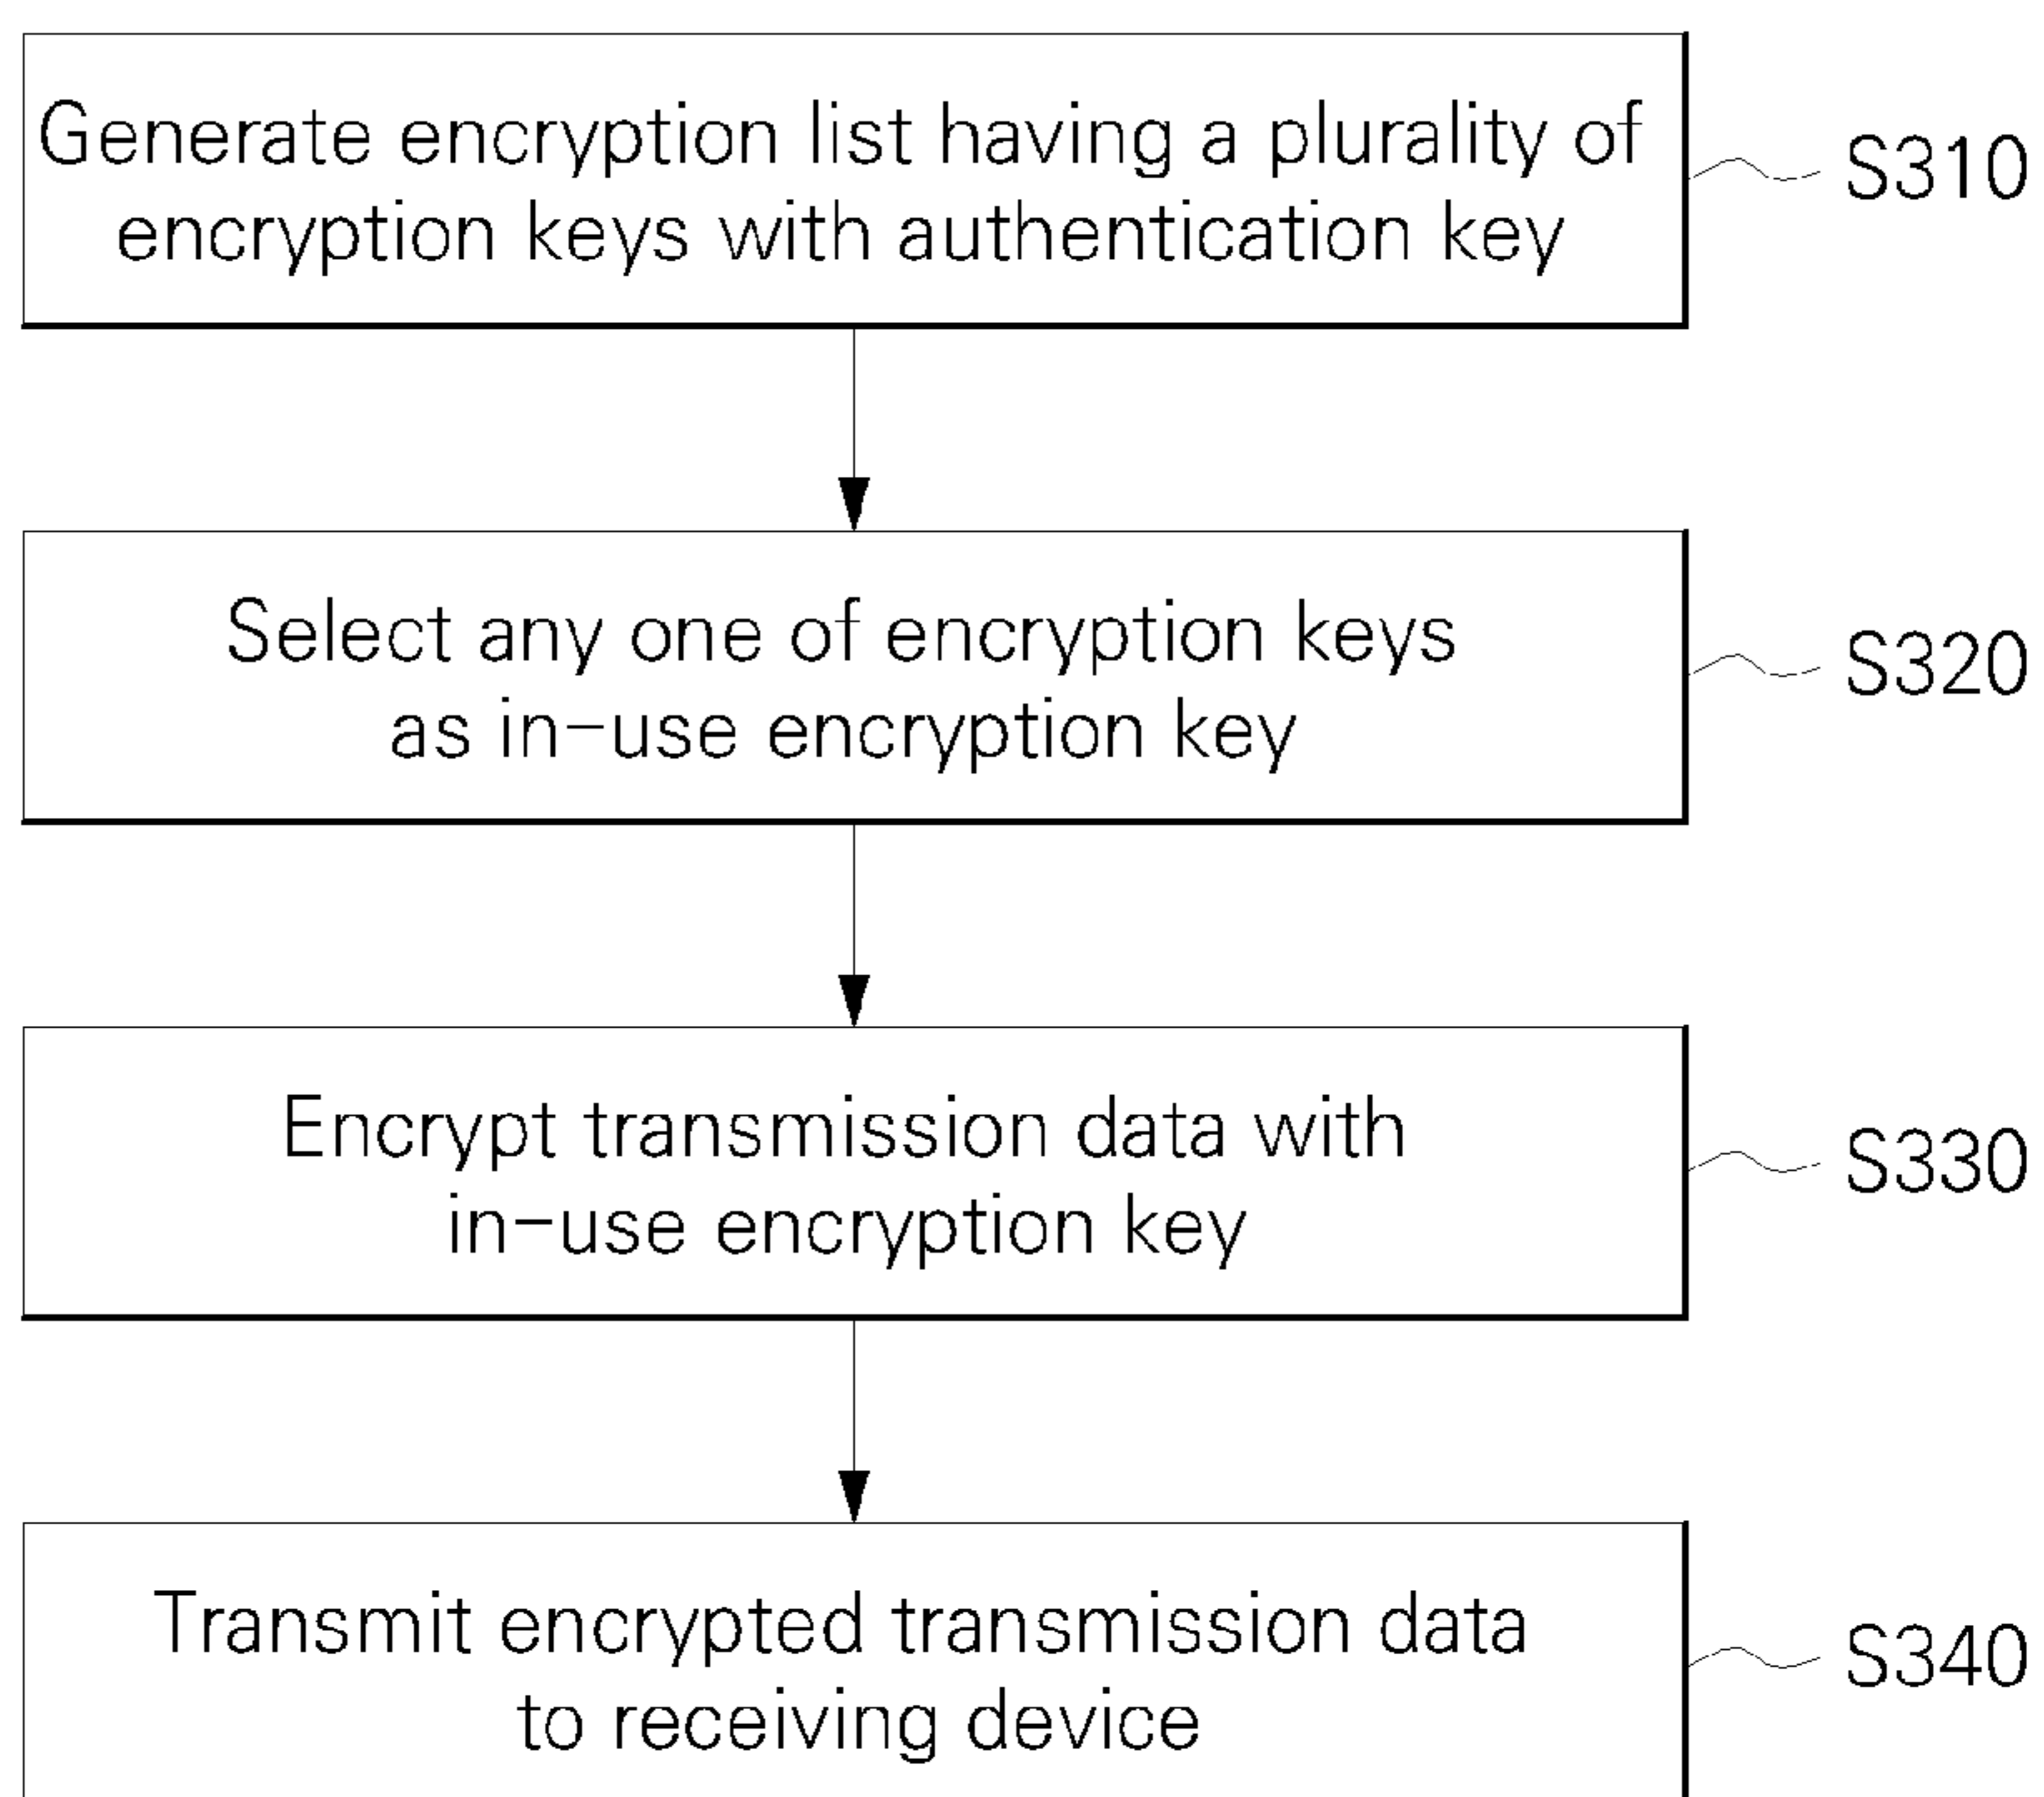 Generate encryption list having a plurality of
encryption keys with authentication key
S310
Select any one of encryption keys
as in-use encryption key
S320
Encrypt transmission data with
in-use encryption key
S330
Transmit encrypted transmission data
to receiving device
S340